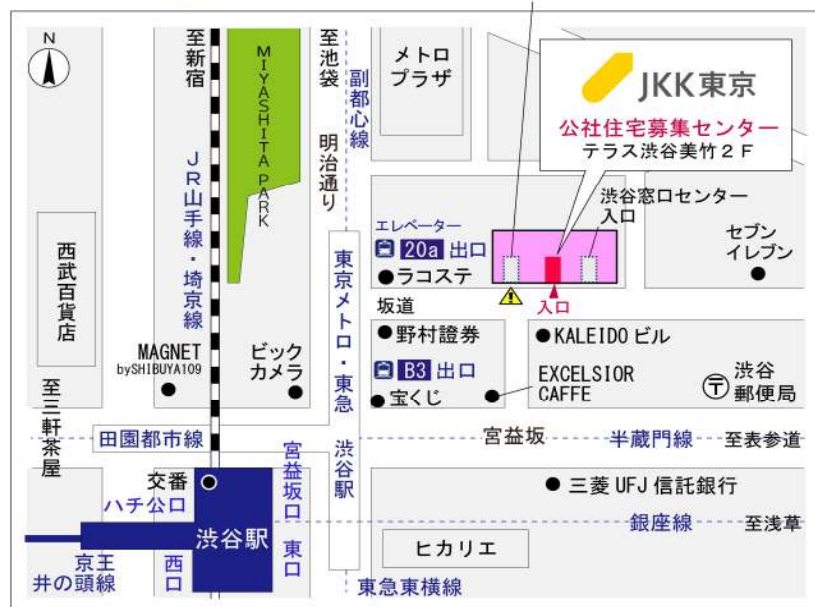 N
至新宿
MIYASHITA PARK
至池袋
副都心線
明治通り
メトロ
プラザ
JKK東京
公社住宅募集センター
テラス渋谷美竹2F
JR山手線・埼京線
西武百貨店
エレベーター
20a 出口
ラコステ
渋谷窓口センター
入口
セブン
イレブン
東京メトロ・東急
渋谷駅
坂道
入口
野村證券
KALEIDO ビル
MAGNET
bySHIBUYA109
ビック
カメラ
B3 出口
EXCELSIOR
CAFFE
渋谷
郵便局
宝くじ
至三軒茶屋
田園都市線
宮益坂
半蔵門線
至表参道
交番
ハチ公口
宮益坂口
三菱UFJ信託銀行
渋谷駅
東口
銀座線
至浅草
京王
井の頭線
西口
ヒカリエ
東急東横線